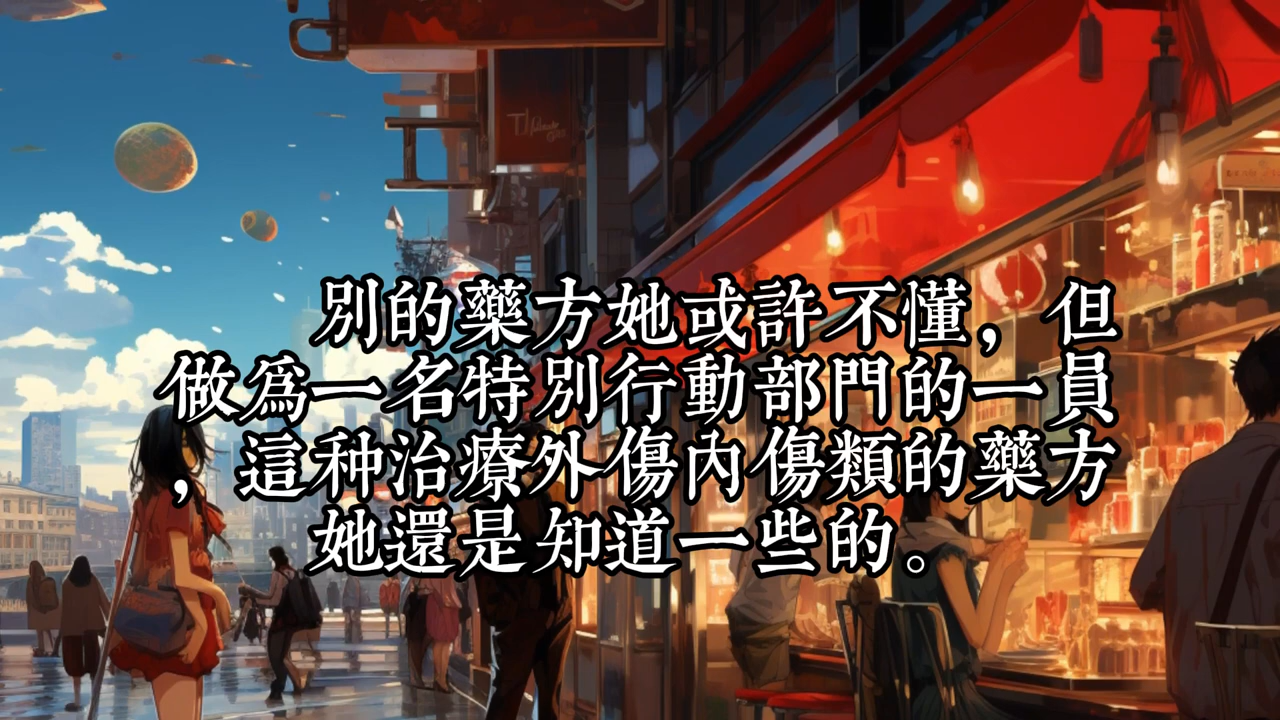 別的藥方她或許不懂，但
做爲一名特別行動部門的一員
，這种治療外傷內傷類的藥方
她還是知道一些的。